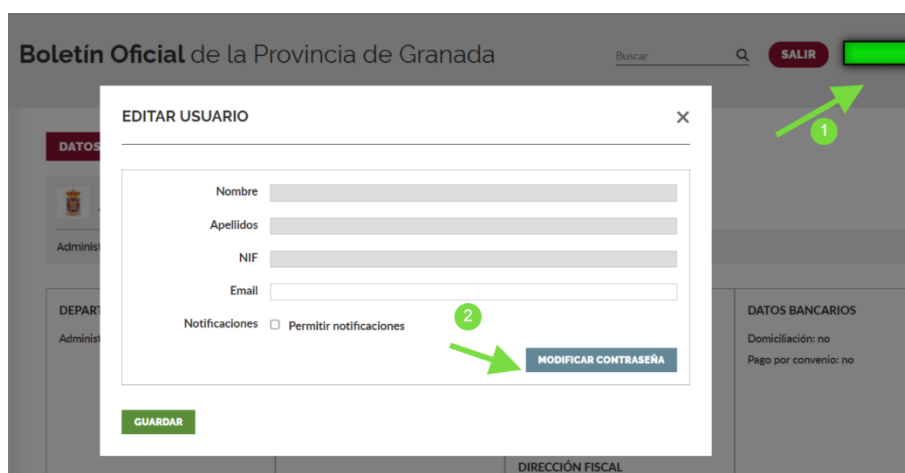 Boletín Oficial de la Provincia de Granada
Buscar
SALIR
1
EDITAR USUARIO
DATOS
Nombre
Apellidos
NIF
Email
Notificaciones
Permitir notificaciones
2
MODIFICAR CONTRASEÑA
GUARDAR
DATOS BANCARIOS
Domiciliación: no
Pago por convenio: no
DIRECCIÓN FISCAL